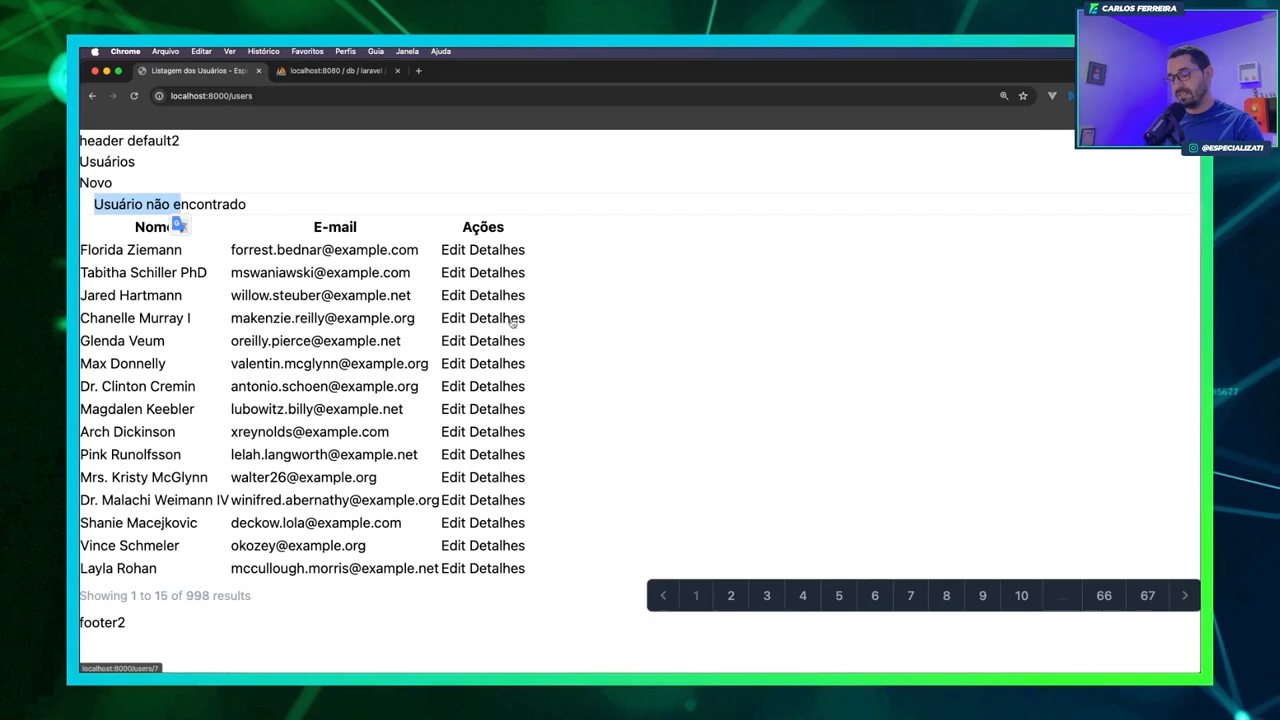 CARLOS FERREIRA
Chrome Arquivo Editar Ver Histórico Favoritos Perfis Guia Janela Ajuda
Listagem dos Usuários - Esp
localhost:8080 / db / laravel
localhost:8000/users
@ESPECIALIZATI
header default2
Usuários
Novo
Usuário não encontrado
Nome E-mail Ações
Florida Ziemann forrest.bednar@example.com Edit Detalhes
Tabitha Schiller PhD mswaniawski@example.com Edit Detalhes
Jared Hartmann willow.steuber@example.net Edit Detalhes
Chanelle Murray I makenzie.reilly@example.org Edit Detalhes
Glenda Veum oreilly.pierce@example.net Edit Detalhes
Max Donnelly valentin.mcglynn@example.org Edit Detalhes
Dr. Clinton Cremin antonio.schoen@example.org Edit Detalhes
Magdalen Keebler lubowitz.billy@example.net Edit Detalhes
Arch Dickinson xreynolds@example.com Edit Detalhes
Pink Runolfsson lelah.langworth@example.net Edit Detalhes
Mrs. Kristy McGlynn walter26@example.org Edit Detalhes
Dr. Malachi Weimann IV winifred.abernathy@example.org Edit Detalhes
Shanie Macejkovic deckow.lola@example.com Edit Detalhes
Vince Schmeler okozey@example.org Edit Detalhes
Layla Rohan mccullough.morris@example.net Edit Detalhes
Showing 1 to 15 of 998 results
< 1 2 3 4 5 6 7 8 9 10 ... 66 67 >
footer2
localhost:8000/users/7